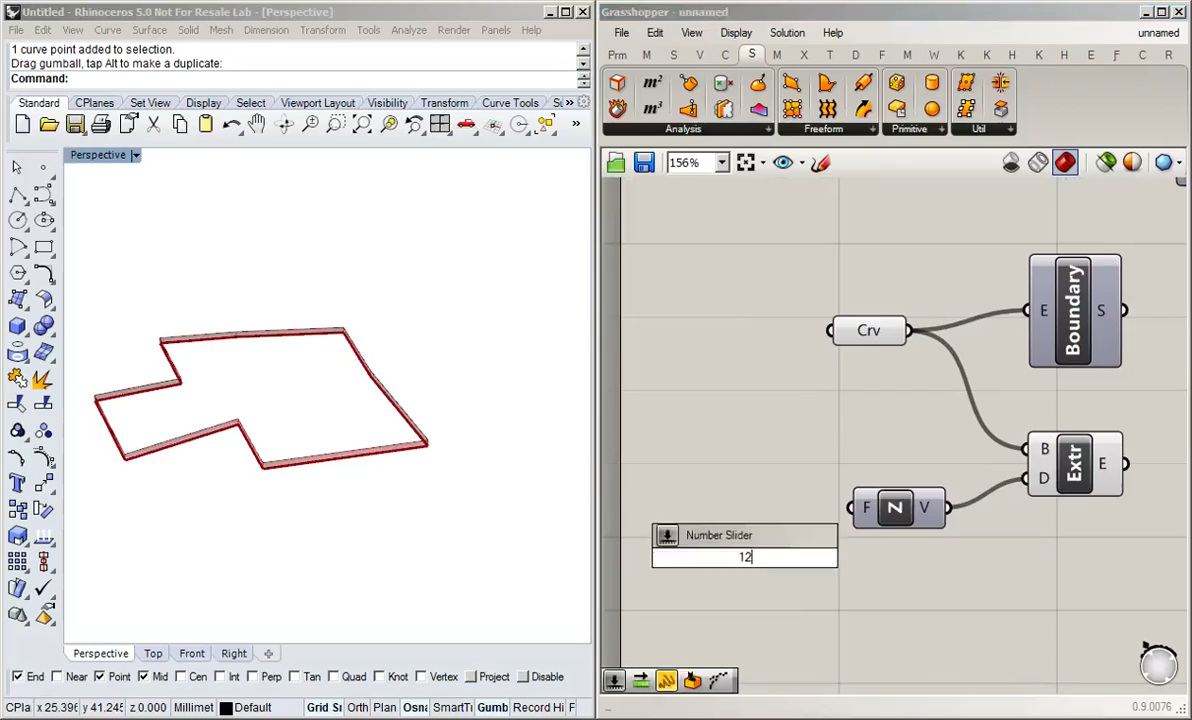 Untitled - Rhinoceros 5.0 Not For Resale Lab - [Perspective]
File Edit View Curve Surface Solid Mesh Dimension Transform Tools Analyze Render Panels Help
1 curve point added to selection.
Drag gumball, tap Alt to make a duplicate:
Command:
Standard CPlanes Set View Display Select Viewport Layout Visibility Transform Curve Tools »
»
Perspective
Perspective Top Front Right
End Near Point Mid Cen Int Perp Tan Quad Knot Vertex Project Disable
CPla x 25.396 y 41.245 z 0.000 Millimet Default Grid S Orth Plan Osna SmartT Gumb Record Hi F
Grasshopper - unnamed
File Edit View Display Solution Help unnamed
Prm M S V C S M X T D F M W K H E F C R
m²
m³
Analysis Freeform Primitive Util
156%
Boundary
E S
Crv
Extr
B E
D
F Z V
Number Slider
12
0.9.0076